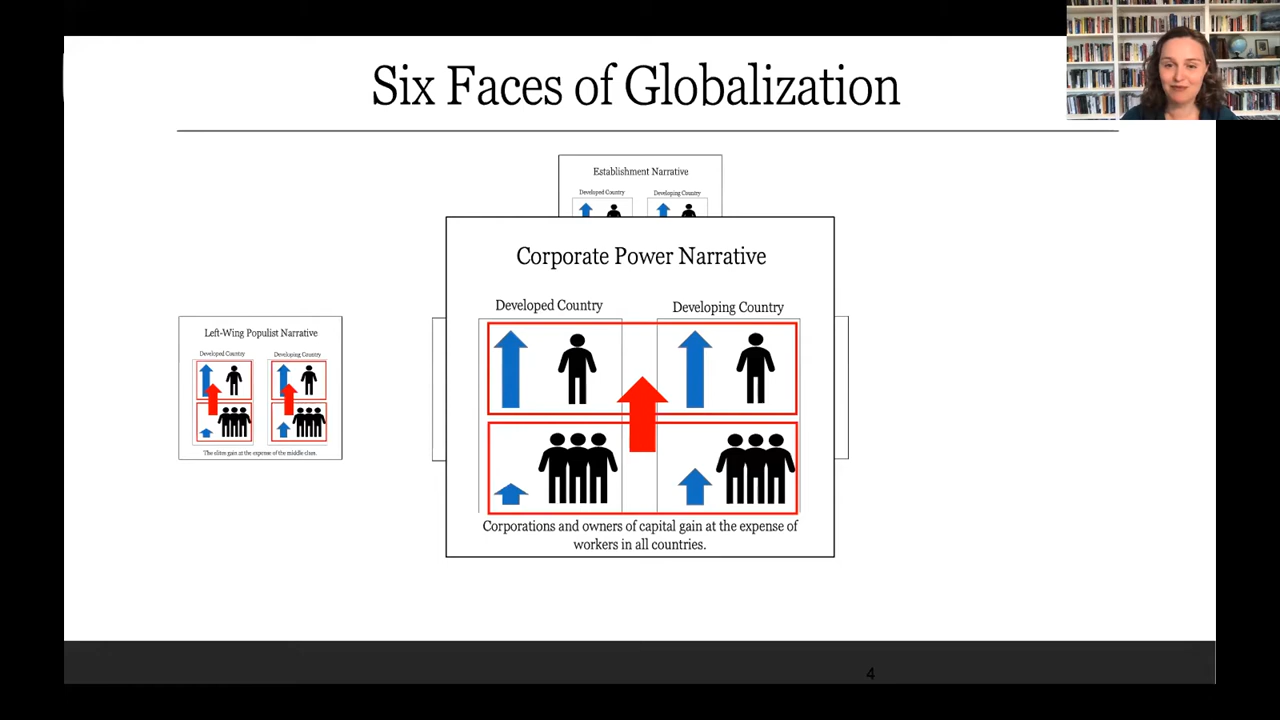 Six Faces of Globalization
Establishment Narrative
Developed Country Developing Country
Corporate Power Narrative
Developed Country Developing Country
Corporations and owners of capital gain at the expense of
workers in all countries.
Left-Wing Populist Narrative
Developed Country Developing Country
The elites gain at the expense of the middle class.
4